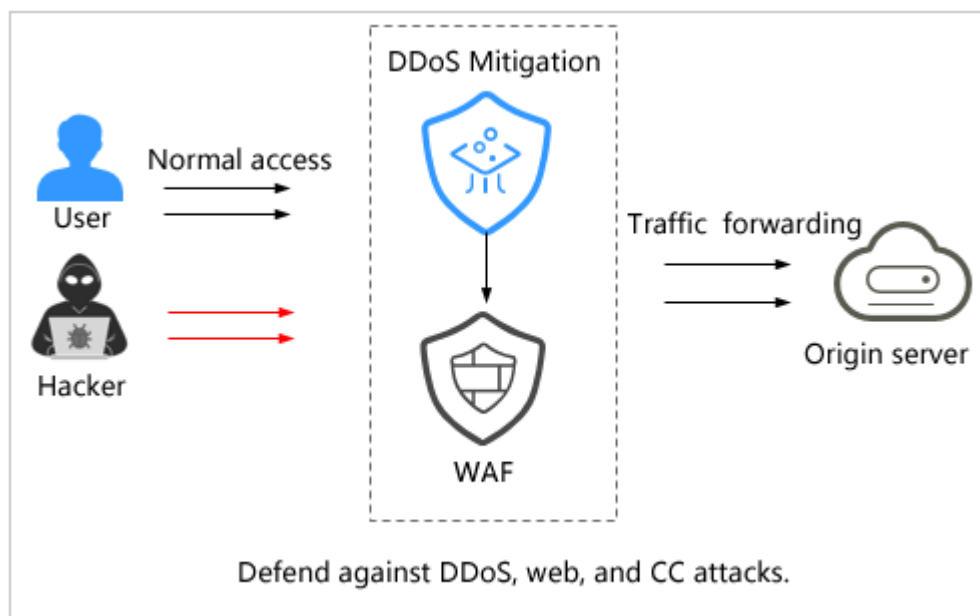 DDoS Mitigation
Normal access
User
Hacker
WAF
Traffic forwarding
Origin server
Defend against DDoS, web, and CC attacks.